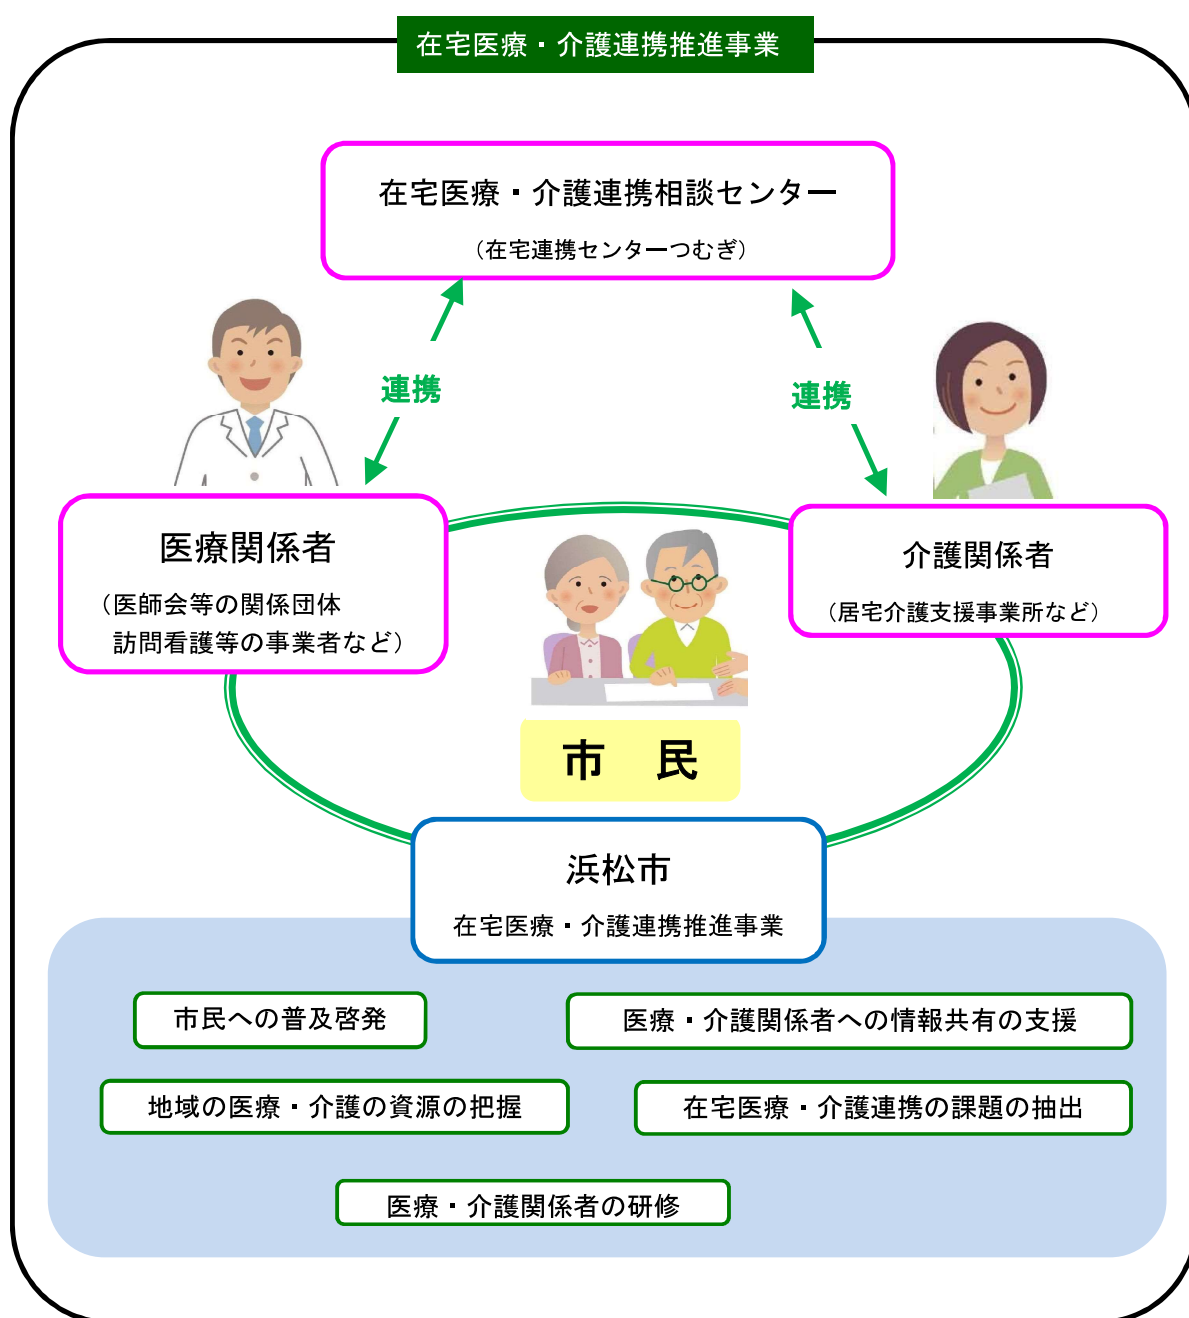 在宅医療・介護連携推進事業
在宅医療・介護連携相談センター
（在宅連携センターつむぎ）
連携
連携
医療関係者
（医師会等の関係団体
訪問看護等の事業者など）
介護関係者
（居宅介護支援事業所など）
市　民
浜松市
在宅医療・介護連携推進事業
市民への普及啓発
医療・介護関係者への情報共有の支援
地域の医療・介護の資源の把握
在宅医療・介護連携の課題の抽出
医療・介護関係者の研修